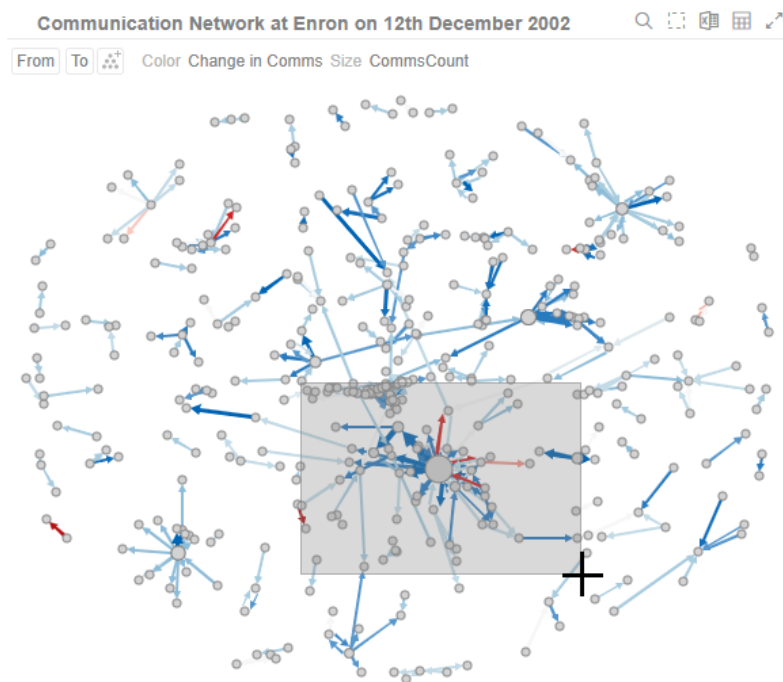 Communication Network at Enron on 12th December 2002
From To Color Change in Comms Size CommsCount